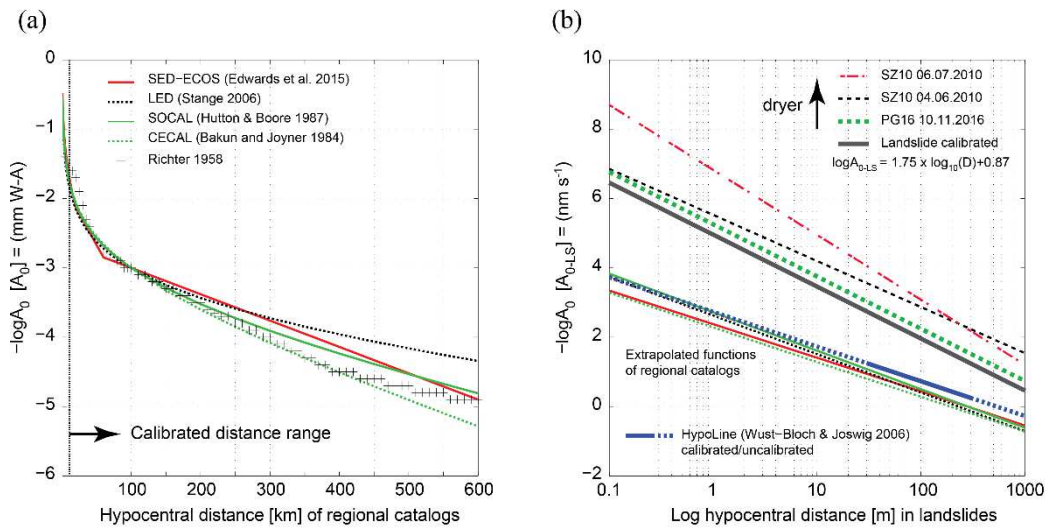 (a)
0
−1
−2
−3
−4
−5
−6
SED−ECOS (Edwards et al. 2015)
LED (Stange 2006)
SOCAL (Hutton & Boore 1987)
CECAL (Bakun and Joyner 1984)
Richter 1958
−logA0 [A0] = (mm W-A)
Calibrated distance range
100 200 300 400 500 600
Hypocentral distance [km] of regional catalogs
(b)
10
8
6
4
2
0
−2
SZ10 06.07.2010
SZ10 04.06.2010
PG16 10.11.2016
Landslide calibrated
logA0-LS = 1.75 x log10(D)+0.87
dryer
−logA0 [A0-LS] = (nm s-1)
Extrapolated functions
of regional catalogs
HypoLine (Wust−Bloch & Joswig 2006)
calibrated/uncalibrated
0.1 1 10 100 1000
Log hypocentral distance [m] in landslides